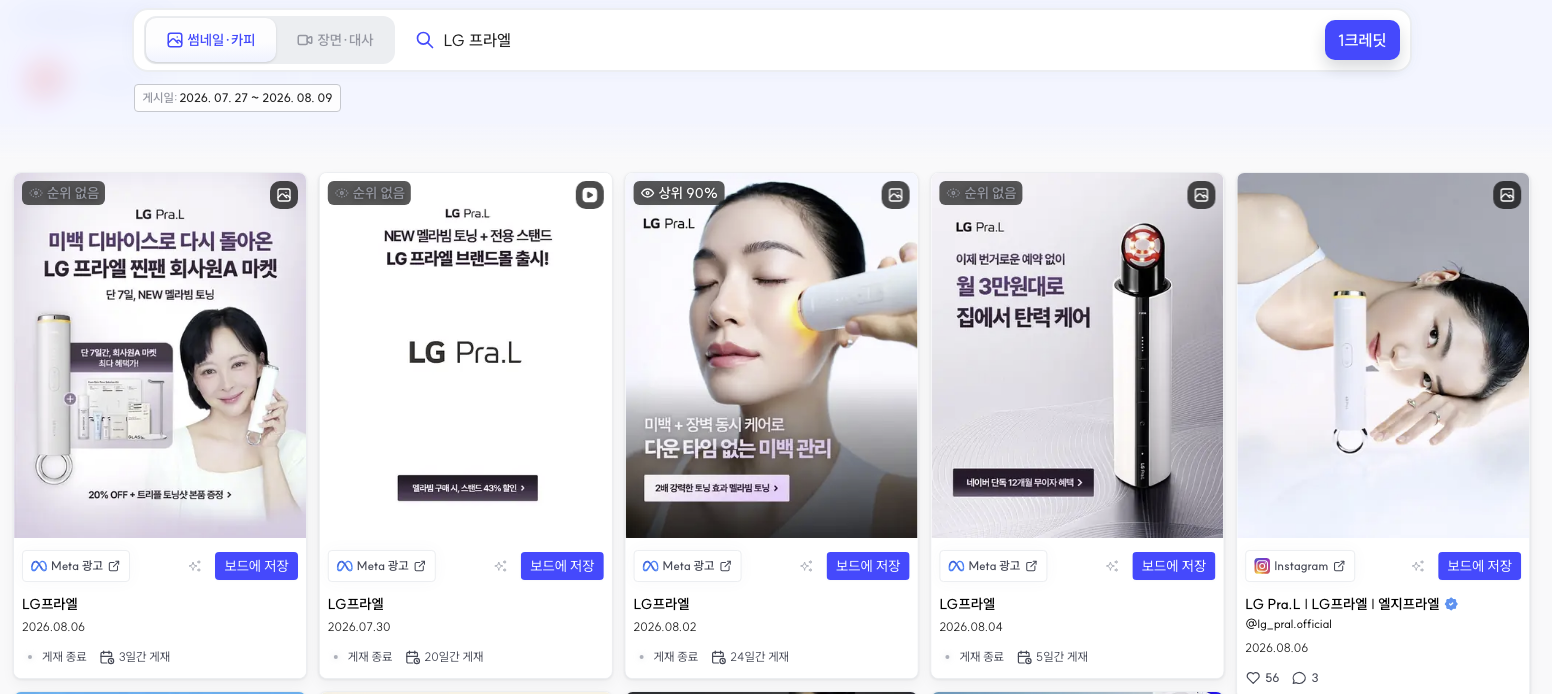 썸네일·카피
장면·대사
LG 프라엘
1크레딧
게시일: 2026. 07. 27 ~ 2026. 08. 09
순위 없음
LG Pra.L
미백 디바이스로 다시 돌아온
LG 프라엘 찐팬 회사원A 마켓
단 7일, NEW 멜라빔 토닝
단 7일간, 회사원A 마켓
최다 혜택가!
20% OFF + 트리플 토닝샷 본품 증정 >
Meta 광고
보드에 저장
LG프라엘
2026.08.06
게재 종료
3일간 게재
순위 없음
LG Pra.L
NEW 멜라빔 토닝 + 전용 스탠드
LG 프라엘 브랜드몰 출시!
LG Pra.L
멜라빔 구매 시, 스탠드 43% 할인 >
Meta 광고
보드에 저장
LG프라엘
2026.07.30
게재 종료
20일간 게재
상위 90%
LG Pra.L
미백 + 장벽 동시 케어로
다운 타임 없는 미백 관리
2배 강력한 토닝 효과 멜라빔 토닝 >
Meta 광고
보드에 저장
LG프라엘
2026.08.02
게재 종료
24일간 게재
순위 없음
LG Pra.L
이제 번거로운 예약 없이
월 3만원대로
집에서 탄력 케어
네이버 단독 12개월 무이자 혜택 >
Meta 광고
보드에 저장
LG프라엘
2026.08.04
게재 종료
5일간 게재
Instagram
보드에 저장
LG Pra.L | LG프라엘 | 엘지프라엘
@lg_pral.official
2026.08.06
56
3